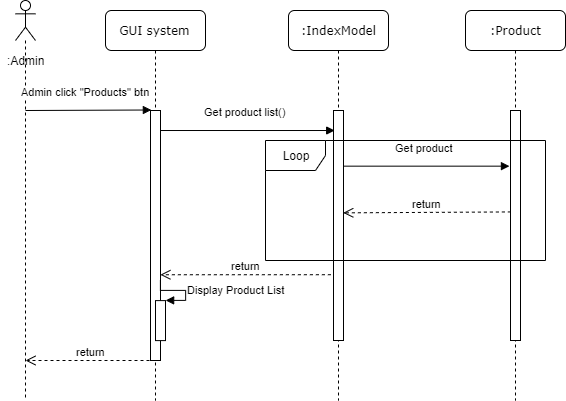 GUI system
:IndexModel
:Product
:Admin
Admin click "Products" btn
Get product list()
Loop
Get product
return
return
Display Product List
return